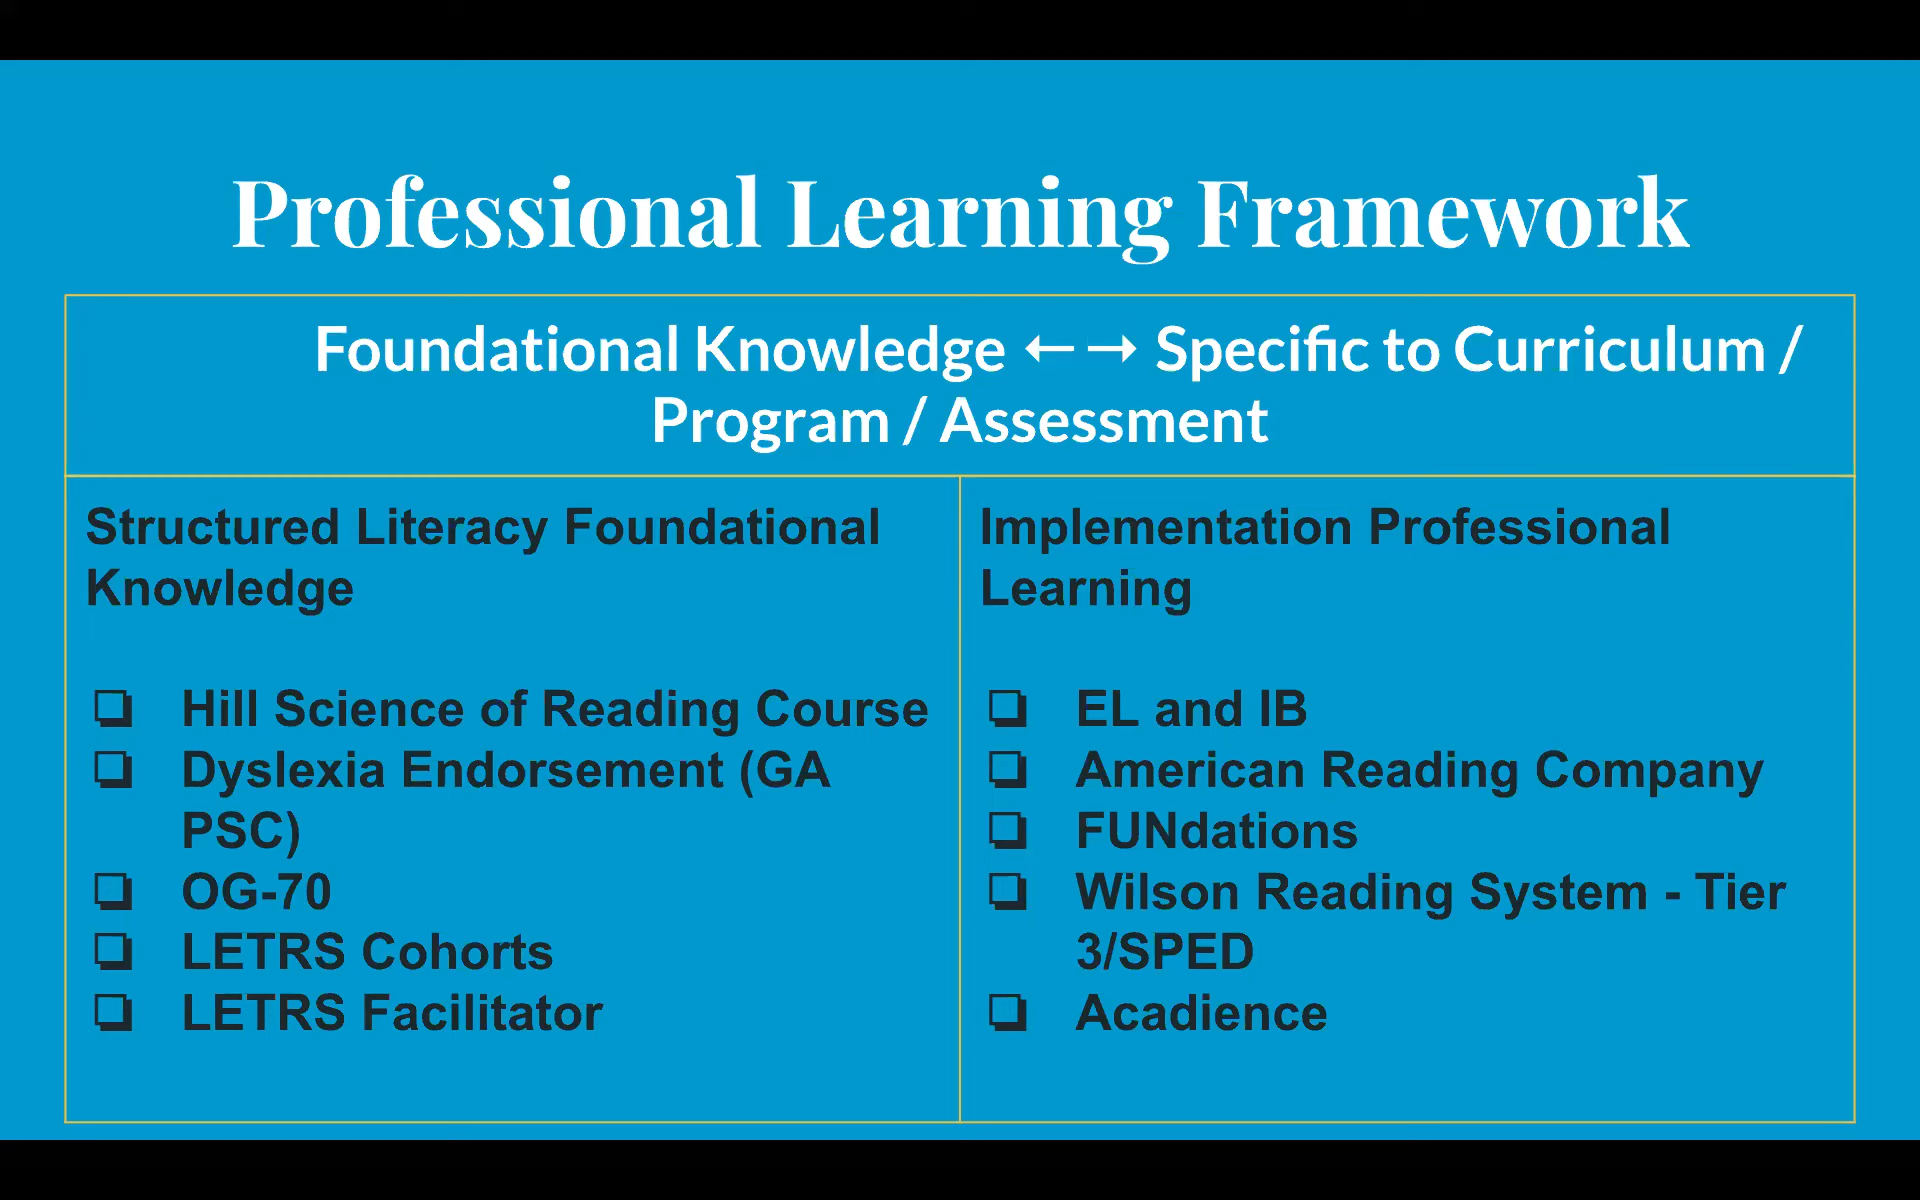 Professional Learning Framework
Foundational Knowledge ←→ Specific to Curriculum /
Program / Assessment
Structured Literacy Foundational
Knowledge
❏ Hill Science of Reading Course
❏ Dyslexia Endorsement (GA
PSC)
❏ OG-70
❏ LETRS Cohorts
❏ LETRS Facilitator
Implementation Professional
Learning
❏ EL and IB
❏ American Reading Company
❏ FUNdations
❏ Wilson Reading System - Tier
3/SPED
❏ Acadience